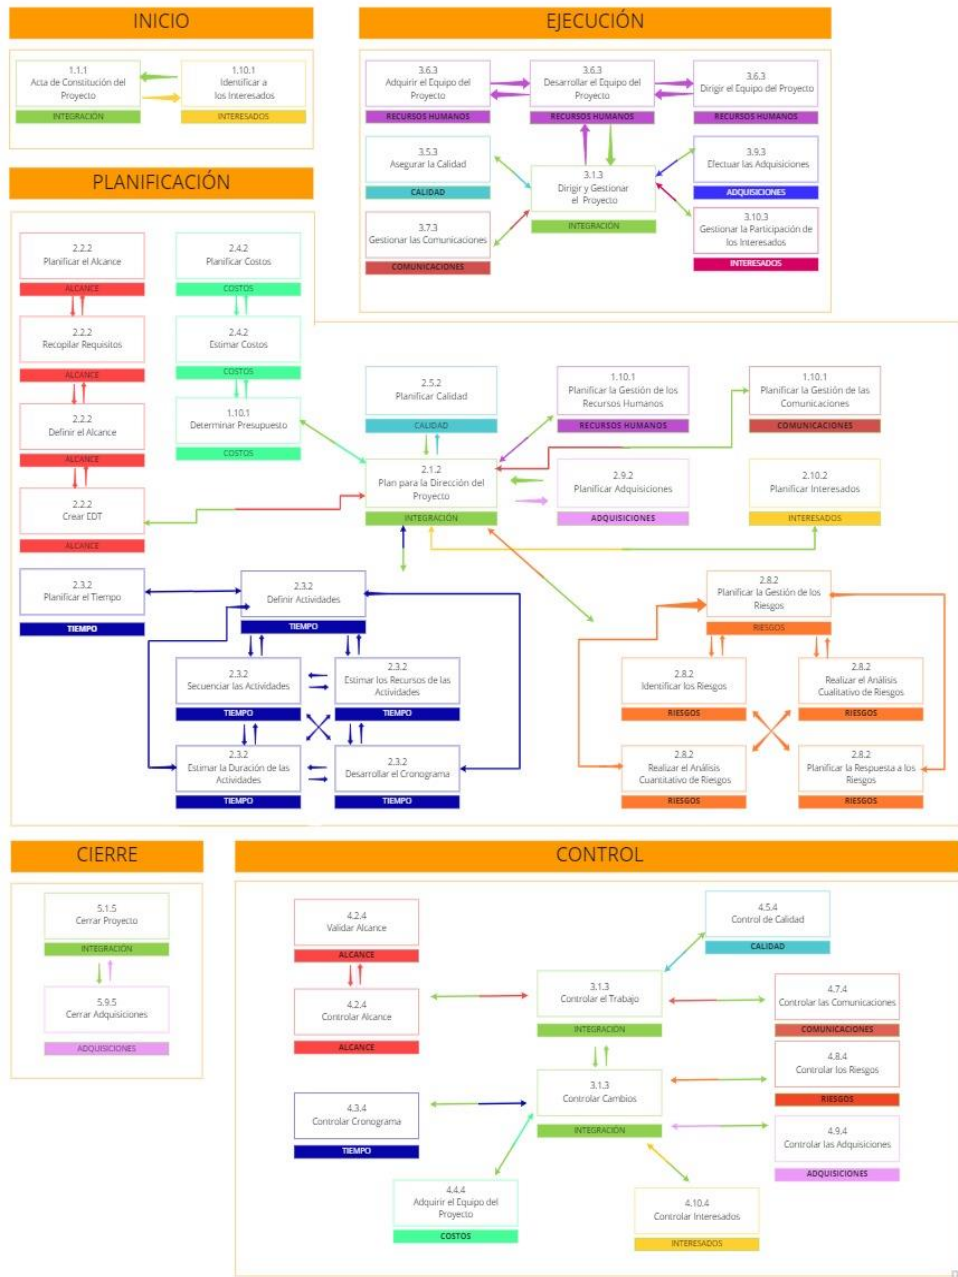 INICIO
1.1.1
Acta de Constitución del
Proyecto
INTEGRACIÓN
1.10.1
Identificar a
los Interesados
INTERESADOS
EJECUCIÓN
3.6.3
Adquirir el Equipo del
Proyecto
RECURSOS HUMANOS
3.6.3
Desarrollar el Equipo del
Proyecto
RECURSOS HUMANOS
3.6.3
Dirigir el Equipo del Proyecto
RECURSOS HUMANOS
3.5.3
Asegurar la Calidad
CALIDAD
3.1.3
Dirigir y Gestionar
el Proyecto
INTEGRACIÓN
3.9.3
Efectuar las Adquisiciones
ADQUISICIONES
3.7.3
Gestionar las Comunicaciones
COMUNICACIONES
3.10.3
Gestionar la Participación de
los Interesados
INTERESADOS
PLANIFICACIÓN
2.2.2
Planificar el Alcance
ALCANCE
2.4.2
Planificar Costos
COSTOS
2.2.2
Recopilar Requisitos
ALCANCE
2.4.2
Estimar Costos
COSTOS
2.2.2
Definir el Alcance
ALCANCE
1.10.1
Determinar Presupuesto
COSTOS
2.2.2
Crear EDT
ALCANCE
2.5.2
Planificar Calidad
CALIDAD
1.10.1
Planificar la Gestión de los
Recursos Humanos
RECURSOS HUMANOS
1.10.1
Planificar la Gestión de las
Comunicaciones
COMUNICACIONES
2.1.2
Plan para la Dirección del
Proyecto
INTEGRACIÓN
2.9.2
Planificar Adquisiciones
ADQUISICIONES
2.10.2
Planificar Interesados
INTERESADOS
2.3.2
Planificar el Tiempo
TIEMPO
2.3.2
Definir Actividades
TIEMPO
2.3.2
Secuenciar las Actividades
TIEMPO
2.3.2
Estimar los Recursos de las
Actividades
TIEMPO
2.3.2
Estimar la Duración de las
Actividades
TIEMPO
2.3.2
Desarrollar el Cronograma
TIEMPO
2.8.2
Planificar la Gestión de los
Riesgos
RIESGOS
2.8.2
Identificar los Riesgos
RIESGOS
2.8.2
Realizar el Análisis
Cualitativo de Riesgos
RIESGOS
2.8.2
Realizar el Análisis
Cuantitativo de Riesgos
RIESGOS
2.8.2
Planificar la Respuesta a los
Riesgos
RIESGOS
CIERRE
5.1.5
Cerrar Proyecto
INTEGRACIÓN
5.9.5
Cerrar Adquisiciones
ADQUISICIONES
CONTROL
4.2.4
Validar Alcance
ALCANCE
4.5.4
Control de Calidad
CALIDAD
4.2.4
Controlar Alcance
ALCANCE
3.1.3
Controlar el Trabajo
INTEGRACIÓN
4.7.4
Controlar las Comunicaciones
COMUNICACIONES
4.8.4
Controlar los Riesgos
RIESGOS
4.3.4
Controlar Cronograma
TIEMPO
3.1.3
Controlar Cambios
INTEGRACIÓN
4.9.4
Controlar las Adquisiciones
ADQUISICIONES
4.4.4
Adquirir el Equipo del
Proyecto
COSTOS
4.10.4
Controlar Interesados
INTERESADOS